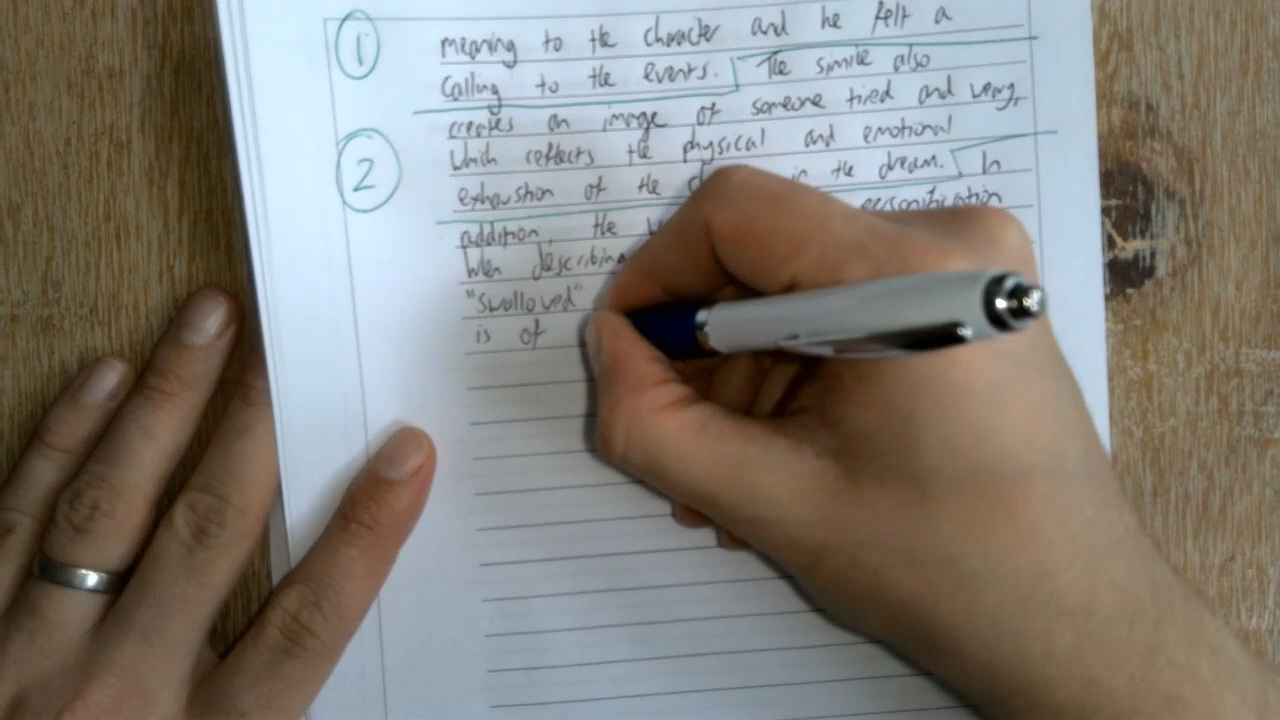 1
meaning to the character and he felt a
calling to the events. The simile also
creates an image of someone tired and weary,
2
which reflects the physical and emotional
exhaustion of the in the dream. In
addition, the personification
when describing
"swallowed"
is of